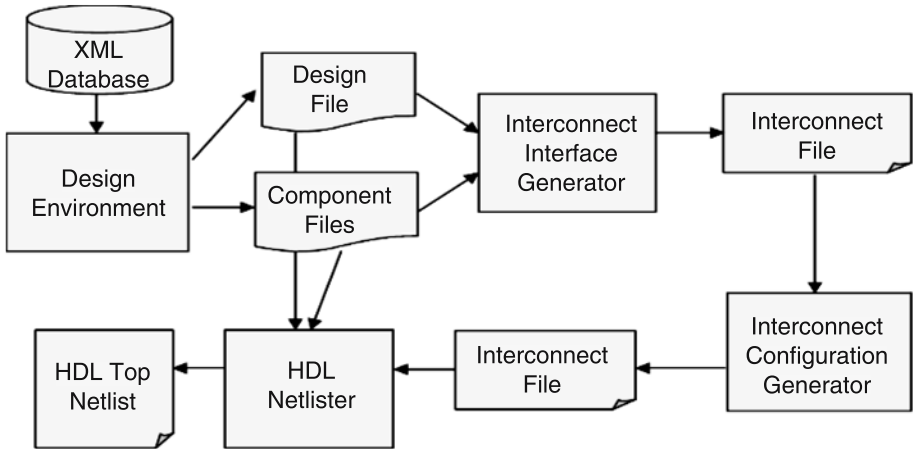 XML
Database
Design
Environment
Design
File
Component
Files
Interconnect
Interface
Generator
Interconnect
File
Interconnect
Configuration
Generator
Interconnect
File
HDL
Netlister
HDL Top
Netlist